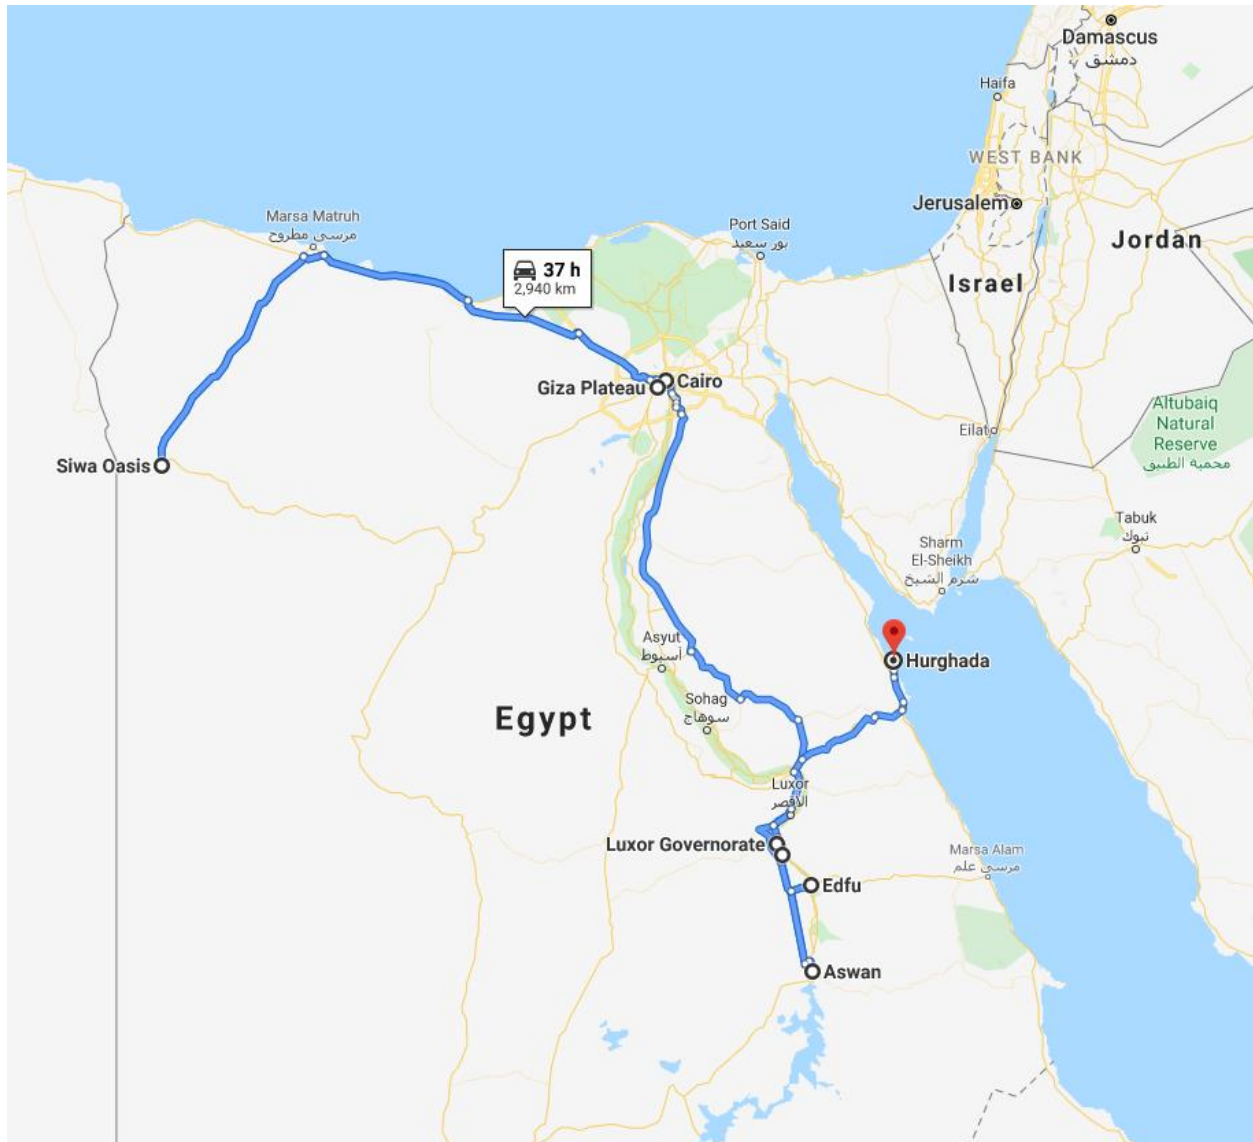 Damascus
دمشق
Haifa
WEST BANK
Jerusalem
Marsa Matruh
مرسى مطروح
Port Said
بور سعيد
Jordan
37 h
2,940 km
Israel
Cairo
Giza Plateau
Altubaiq
Natural
Reserve
محمية الطبيق
Eilat
Siwa Oasis
Tabuk
تبوك
Sharm
El-Sheikh
شرم الشيخ
Asyut
أسيوط
Hurghada
Sohag
سوهاج
Egypt
Luxor
الأقصر
Luxor Governorate
Marsa Alam
مرسى علم
Edfu
Aswan